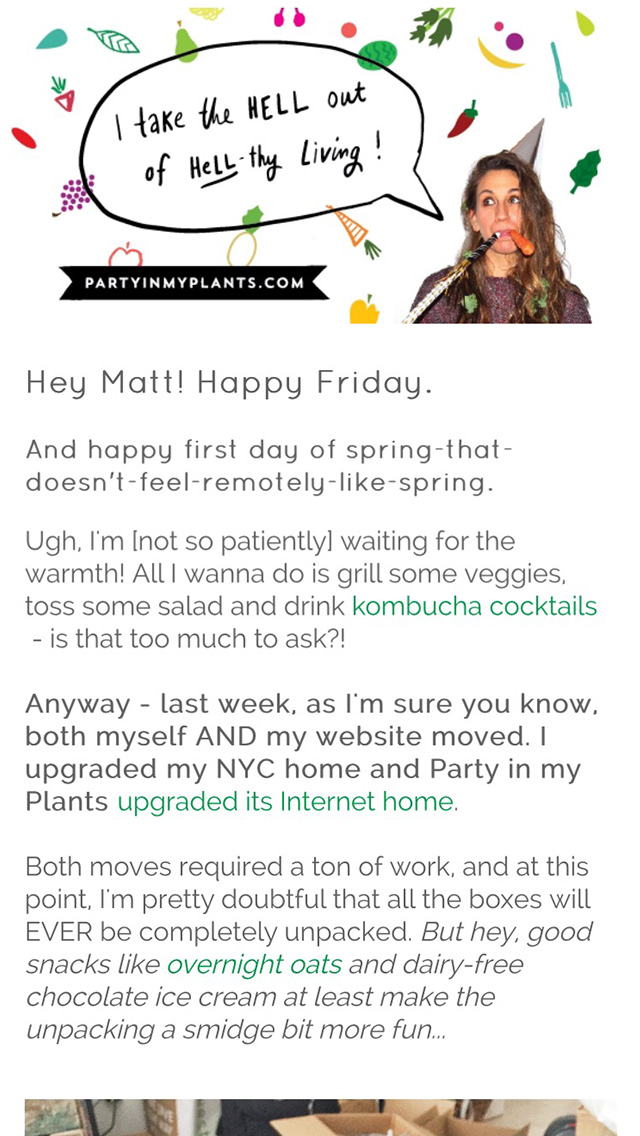 I take the HELL out
of HELL-thy Living!
PARTYINMYPLANTS.COM
Hey Matt! Happy Friday.
And happy first day of spring-that-
doesn't-feel-remotely-like-spring.
Ugh, I'm [not so patiently] waiting for the
warmth! All I wanna do is grill some veggies,
toss some salad and drink kombucha cocktails
- is that too much to ask?!
Anyway - last week, as I'm sure you know,
both myself AND my website moved. I
upgraded my NYC home and Party in my
Plants upgraded its Internet home.
Both moves required a ton of work, and at this
point, I'm pretty doubtful that all the boxes will
EVER be completely unpacked. But hey, good
snacks like overnight oats and dairy-free
chocolate ice cream at least make the
unpacking a smidge bit more fun...